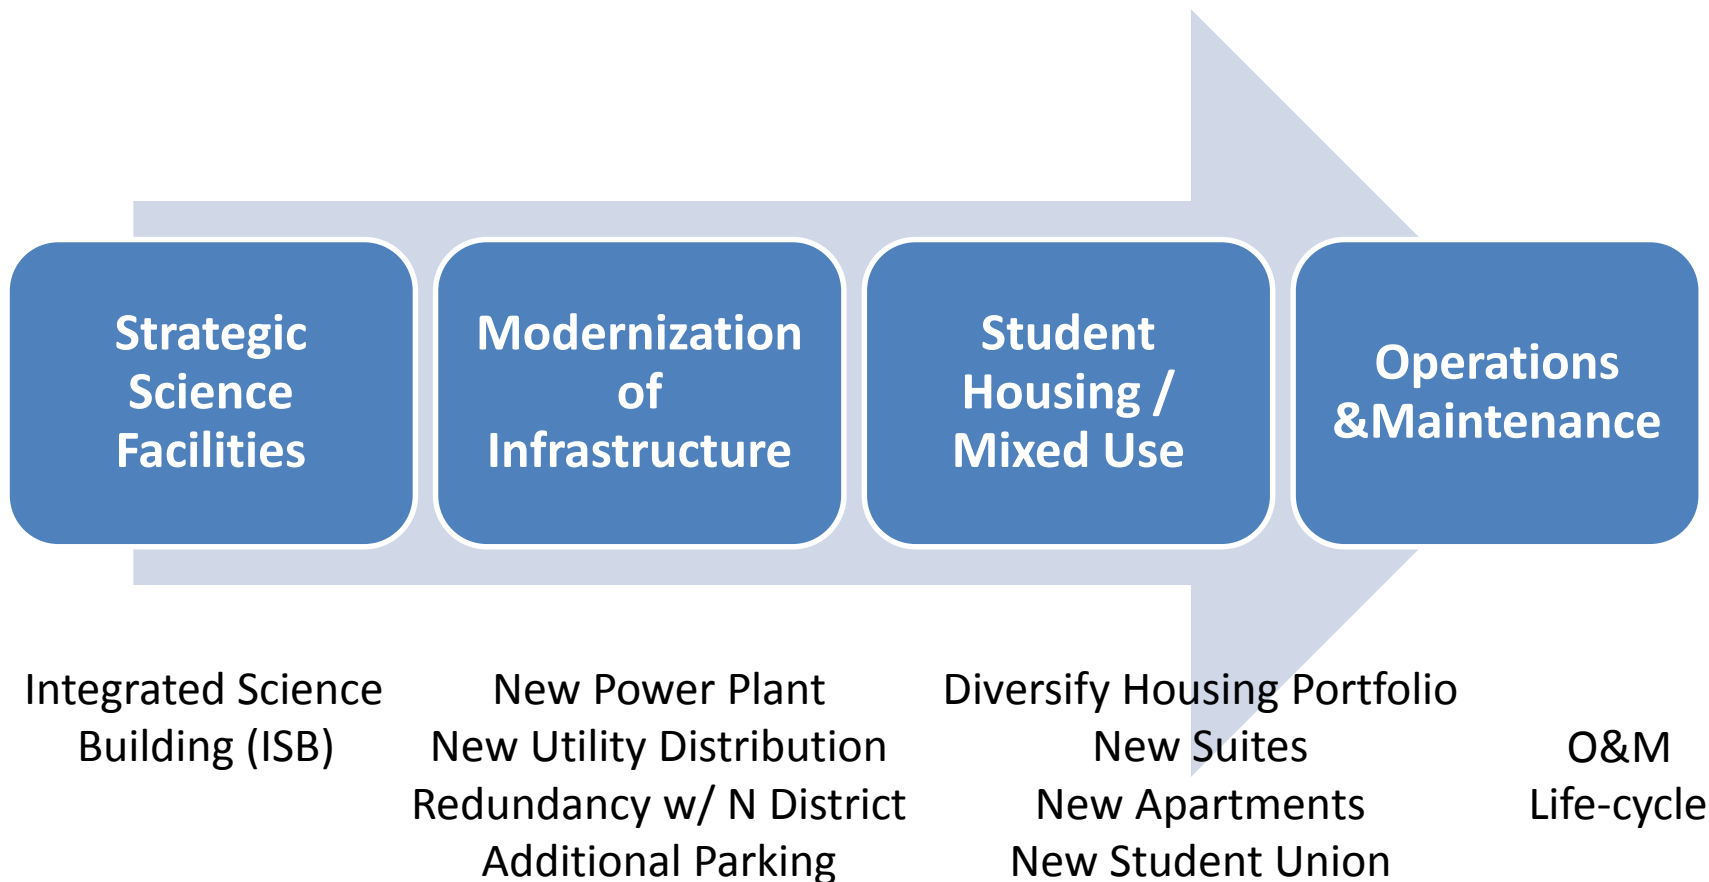 Strategic
Science
Facilities
Modernization
of
Infrastructure
Student
Housing /
Mixed Use
Operations
&Maintenance
Integrated Science
Building (ISB)
New Power Plant
New Utility Distribution
Redundancy w/ N District
Additional Parking
Diversify Housing Portfolio
New Suites
New Apartments
New Student Union
O&M
Life-cycle